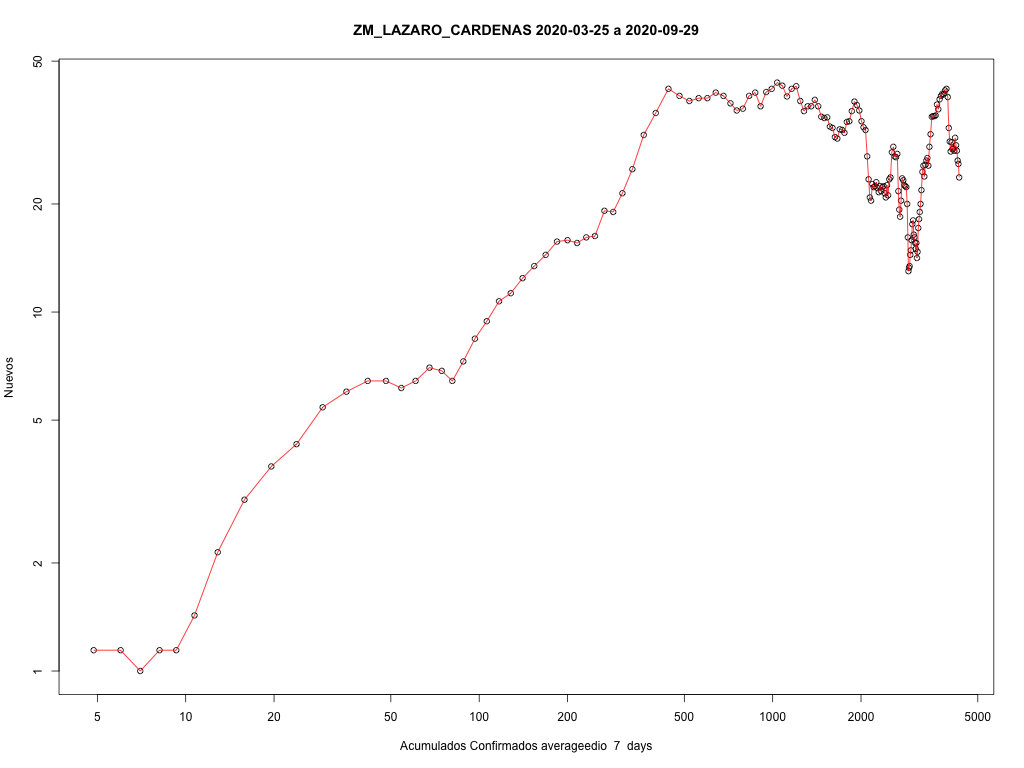 ZM_LAZARO_CARDENAS 2020-03-25 a 2020-09-29
Nuevos
50
20
10
5
2
1
5 10 20 50 100 200 500 1000 2000 5000
Acumulados Confirmados averageedio 7 days